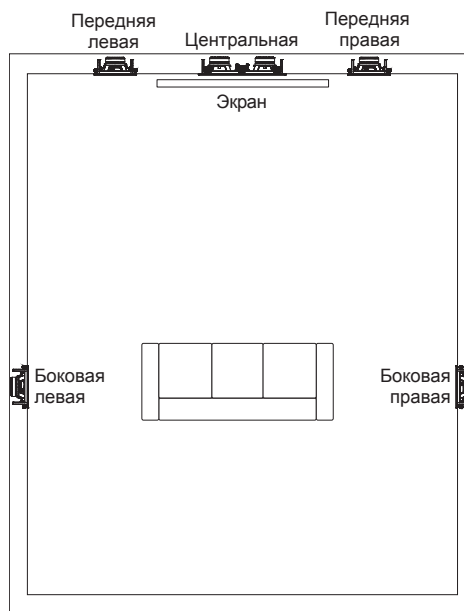 Передняя
левая
Центральная
Передняя
правая
Экран
Боковая
левая
Боковая
правая